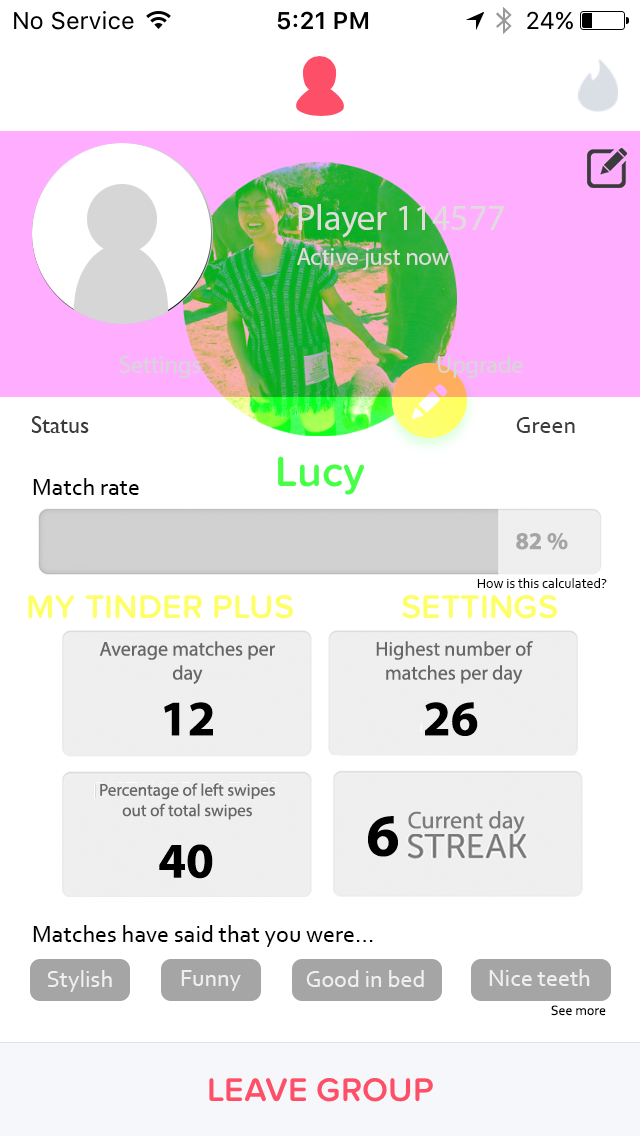 No Service 5:21 PM 24%
Player 114577
Active just now
Settings Upgrade
Status Green
Lucy
Match rate
82 %
How is this calculated?
MY TINDER PLUS SETTINGS
Average matches per
day
12
Highest number of
matches per day
26
Percentage of left swipes
out of total swipes
40
6 Current day
STREAK
Matches have said that you were...
Stylish Funny Good in bed Nice teeth
See more
LEAVE GROUP